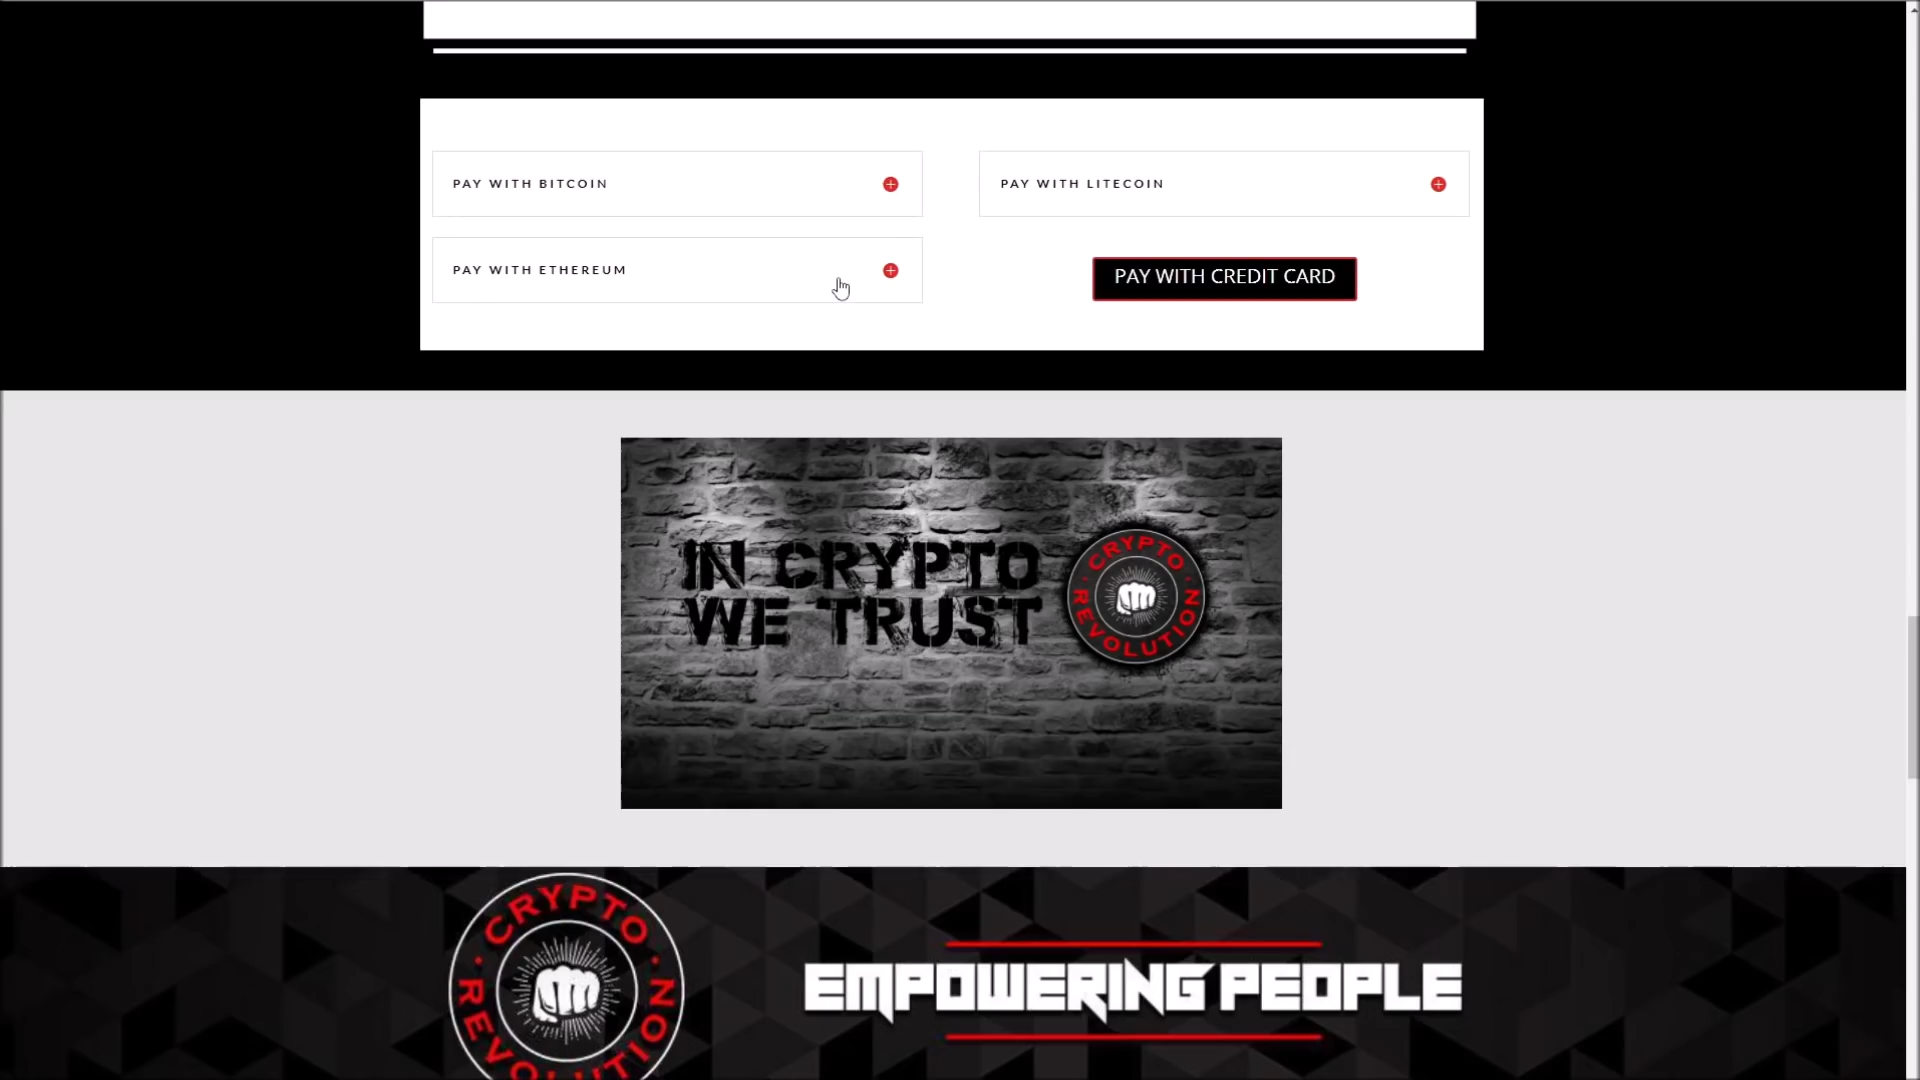 PAY WITH BITCOIN
PAY WITH LITECOIN
PAY WITH ETHEREUM
PAY WITH CREDIT CARD
IN CRYPTO
WE TRUST
CRYPTO
REVOLUTION
CRYPTO
REVOLUTION
EMPOWERING PEOPLE